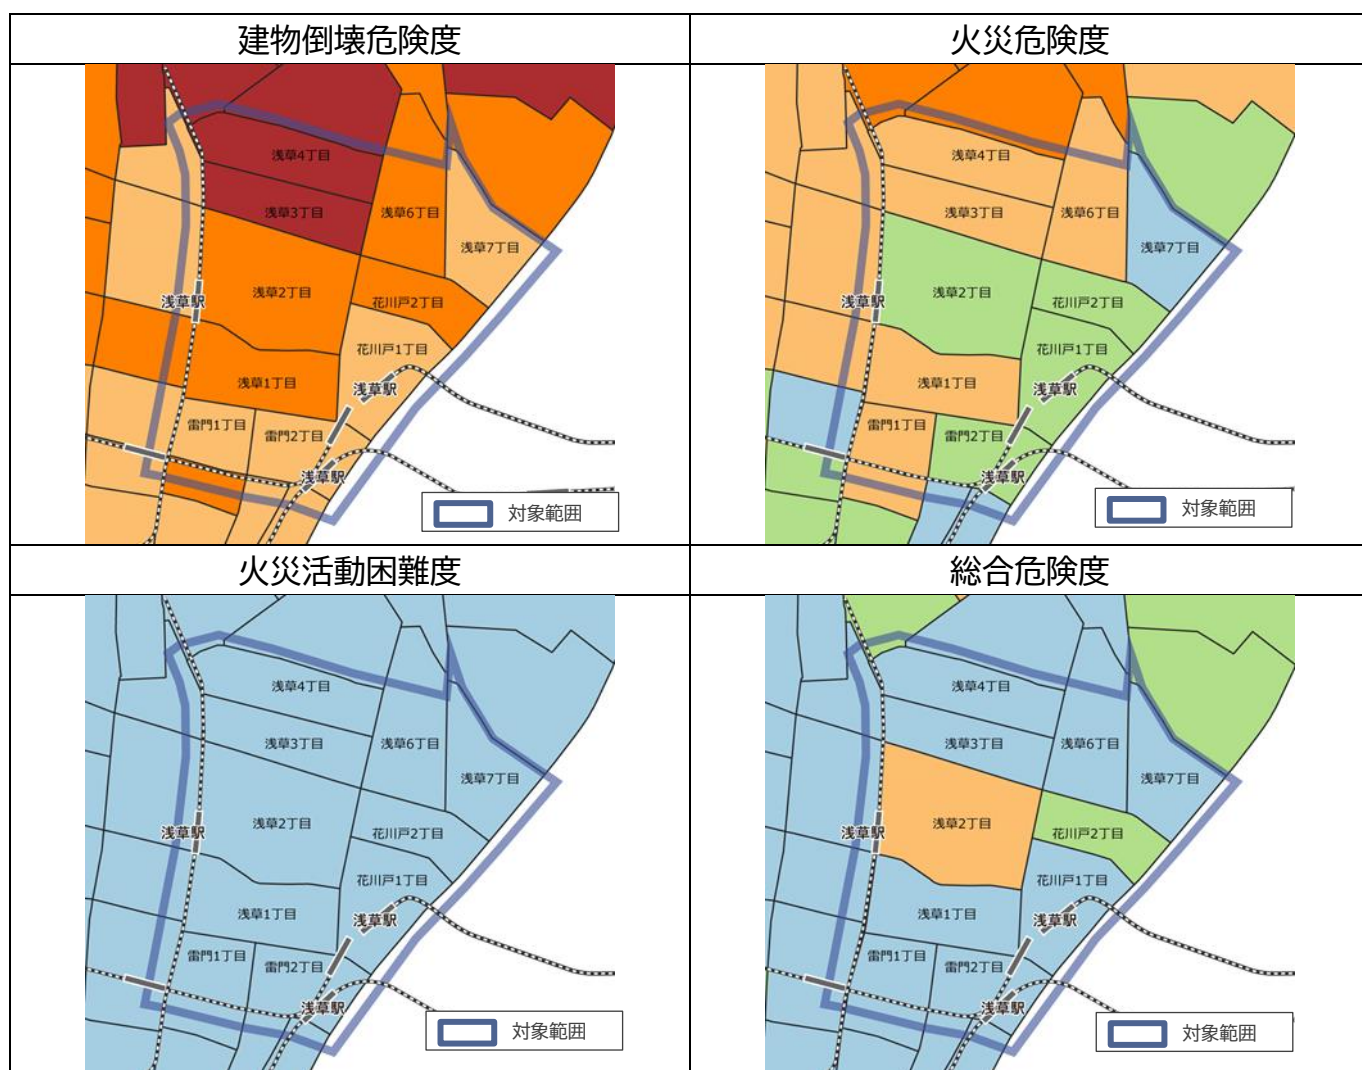 建物倒壊危険度
火災危険度
浅草4丁目
浅草3丁目
浅草6丁目
浅草7丁目
浅草2丁目
浅草駅
花川戸2丁目
花川戸1丁目
浅草1丁目
浅草駅
雷門1丁目
雷門2丁目
浅草駅
対象範囲
浅草4丁目
浅草3丁目
浅草6丁目
浅草7丁目
浅草2丁目
浅草駅
花川戸2丁目
花川戸1丁目
浅草1丁目
浅草駅
雷門1丁目
雷門2丁目
浅草駅
対象範囲
火災活動困難度
総合危険度
浅草4丁目
浅草3丁目
浅草6丁目
浅草7丁目
浅草2丁目
浅草駅
花川戸2丁目
花川戸1丁目
浅草1丁目
浅草駅
雷門1丁目
雷門2丁目
浅草駅
対象範囲
浅草4丁目
浅草3丁目
浅草6丁目
浅草7丁目
浅草2丁目
浅草駅
花川戸2丁目
花川戸1丁目
浅草1丁目
浅草駅
雷門1丁目
雷門2丁目
浅草駅
対象範囲